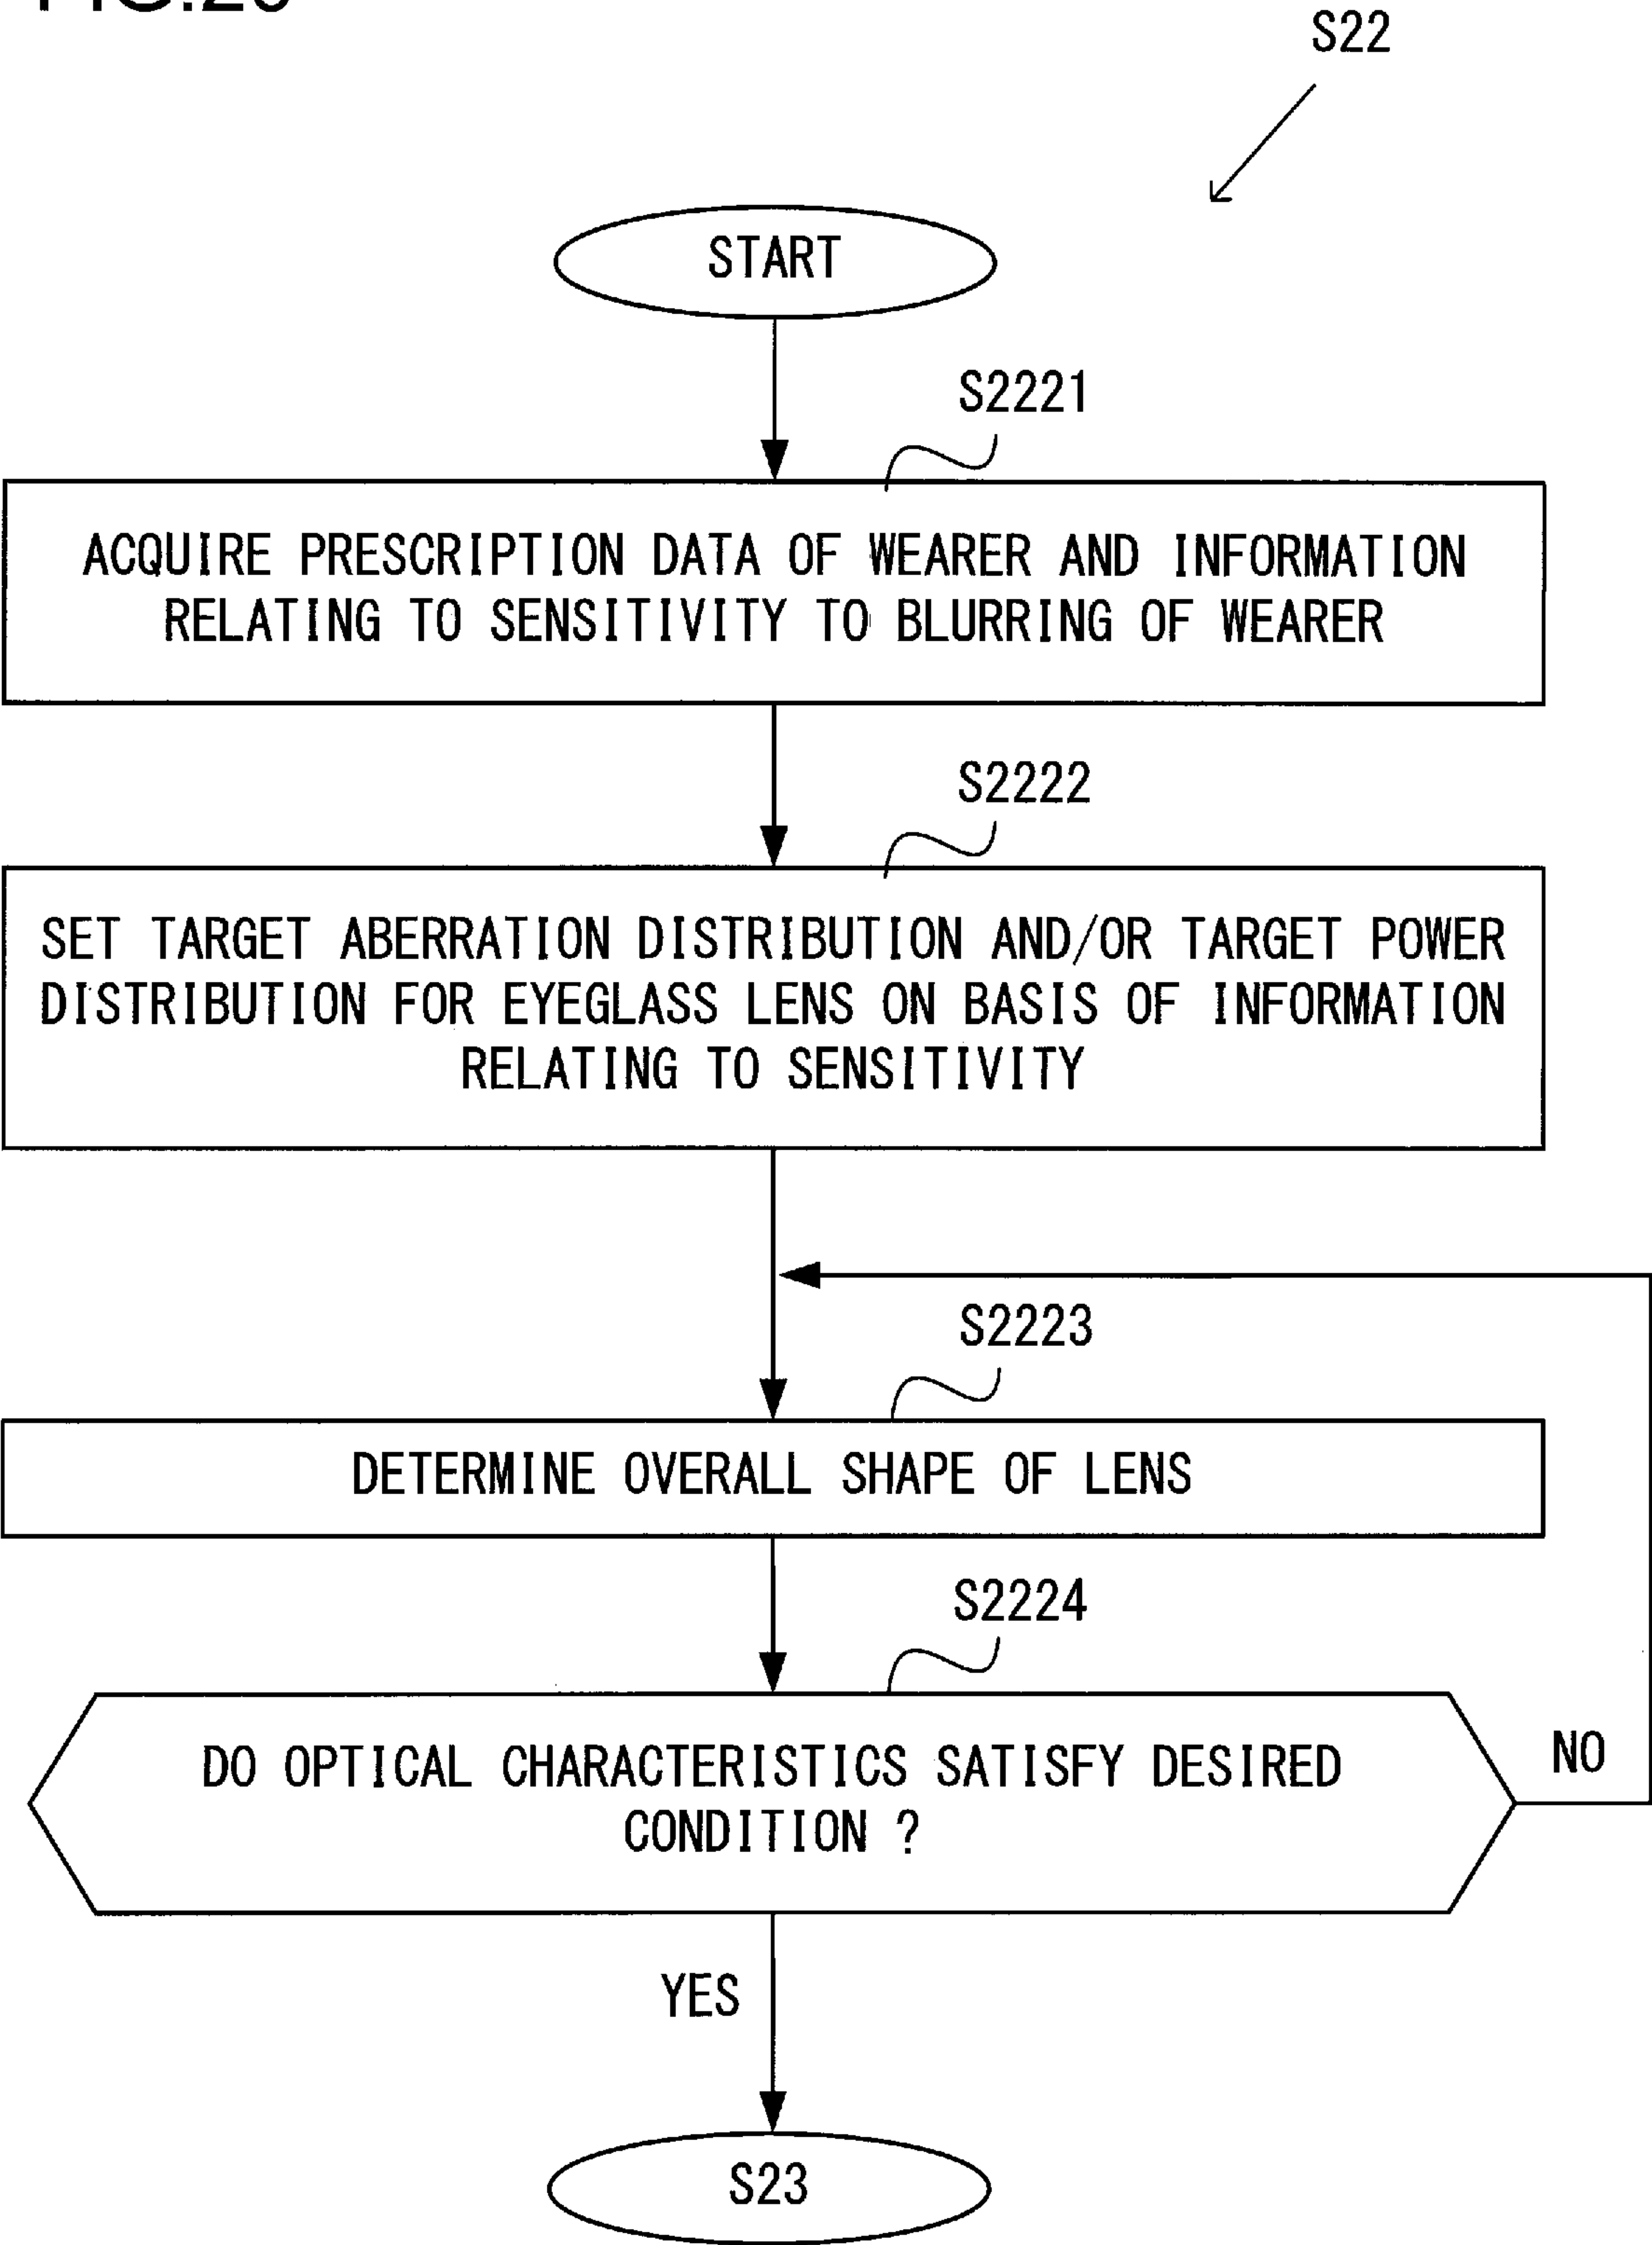 S22
START
S2221
ACQUIRE PRESCRIPTION DATA OF WEARER AND INFORMATION
RELATING TO SENSITIVITY TO BLURRING OF WEARER
S2222
SET TARGET ABERRATION DISTRIBUTION AND/OR TARGET POWER
DISTRIBUTION FOR EYEGLASS LENS ON BASIS OF INFORMATION
RELATING TO SENSITIVITY
S2223
DETERMINE OVERALL SHAPE OF LENS
S2224
DO OPTICAL CHARACTERISTICS SATISFY DESIRED
CONDITION ?
NO
YES
S23